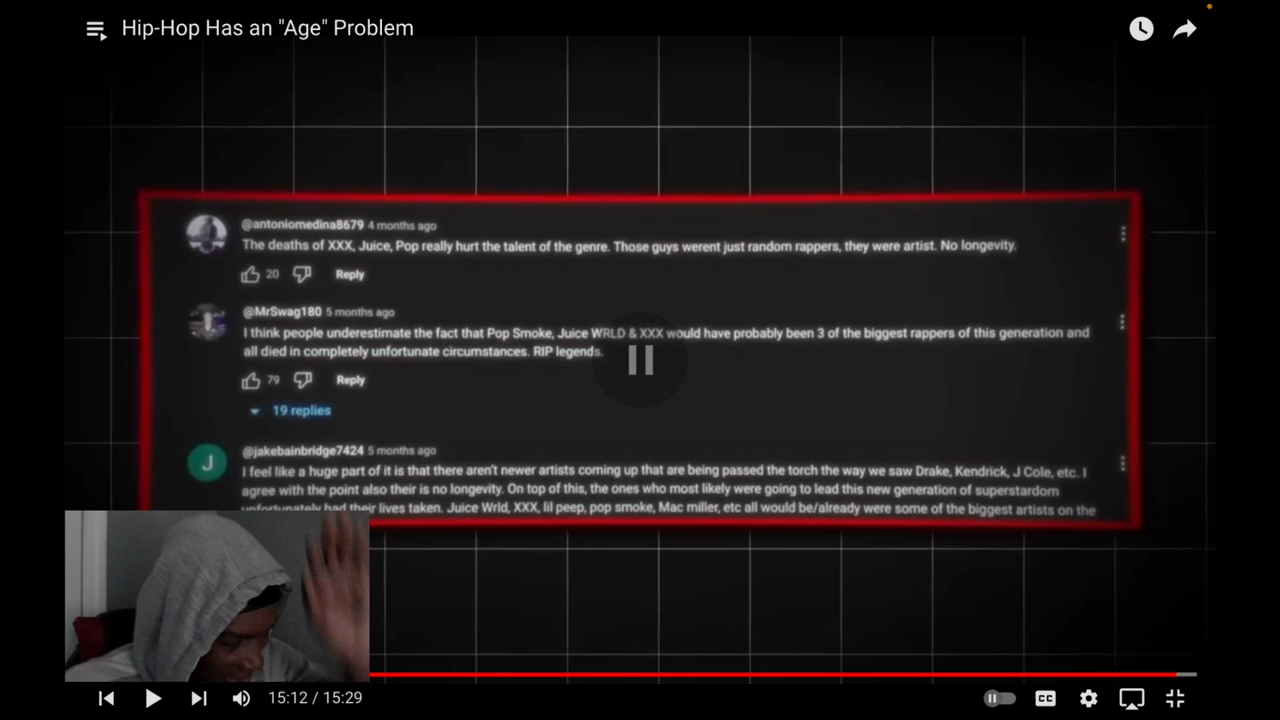 Hip-Hop Has an "Age" Problem
@antoniomedina8679 4 months ago
The deaths of XXX, Juice, Pop really hurt the talent of the genre. Those guys werent just random rappers, they were artist. No longevity.
20 Reply
@MrSwag180 5 months ago
I think people underestimate the fact that Pop Smoke, Juice WRLD & XXX would have probably been 3 of the biggest rappers of this generation and
all died in completely unfortunate circumstances. RIP legends.
79 Reply
19 replies
J
@jakebainbridge7424 5 months ago
I feel like a huge part of it is that there aren't newer artists coming up that are being passed the torch the way we saw Drake, Kendrick, J Cole, etc. I
agree with the point also their is no longevity. On top of this, the ones who most likely were going to lead this new generation of superstardom
unfortunately had their lives taken. Juice Wrld, XXX, lil peep, pop smoke, Mac miller, etc all would be/already were some of the biggest artists on the
15:12 / 15:29
CC